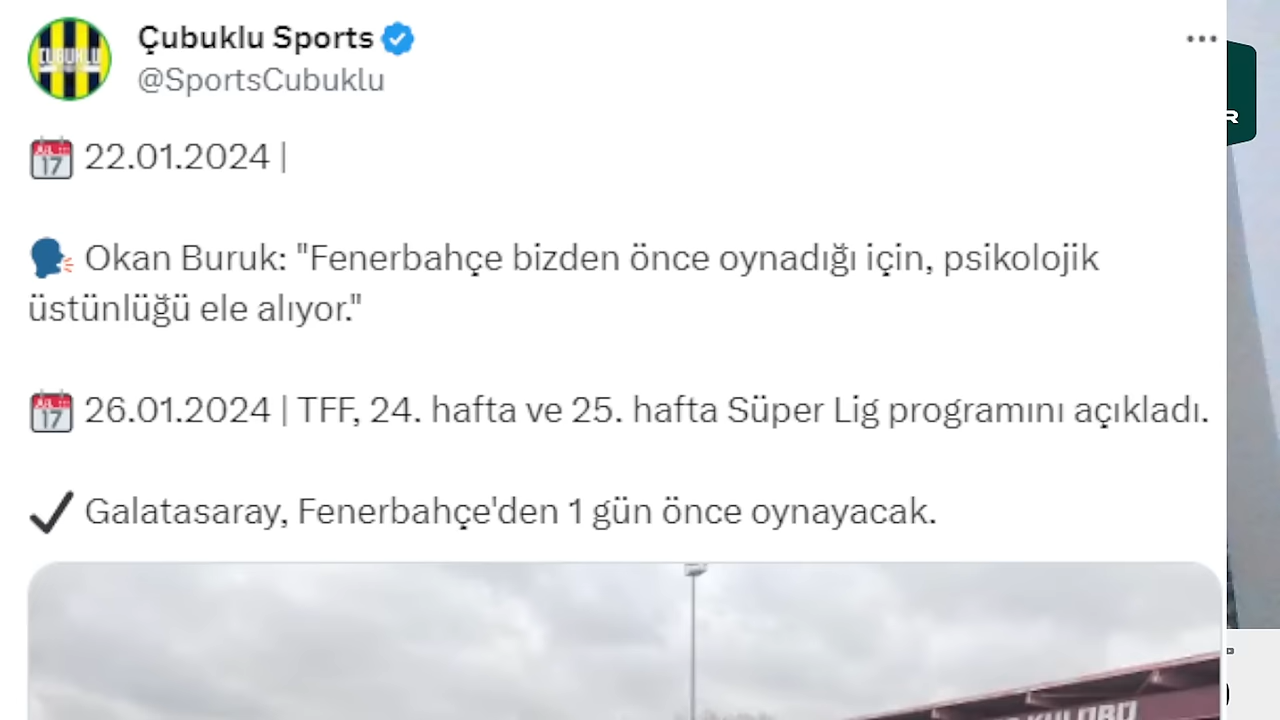 Çubuklu Sports
@SportsCubuklu
22.01.2024 |
Okan Buruk: "Fenerbahçe bizden önce oynadığı için, psikolojik
üstünlüğü ele alıyor."
26.01.2024 | TFF, 24. hafta ve 25. hafta Süper Lig programını açıkladı.
Galatasaray, Fenerbahçe'den 1 gün önce oynayacak.